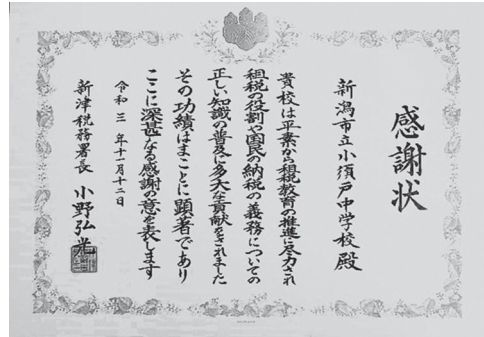 感謝状
新潟市立小須戸中学校殿
貴校は平素から租税教育の推進に尽力され
租税の役割や国民の納税の義務についての
正しい知識の普及に多大な貢献をされました
その功績はまことに顕著であり
ここに深甚なる感謝の意を表します
令和三年十一月十二日
新津税務署長 小野弘光